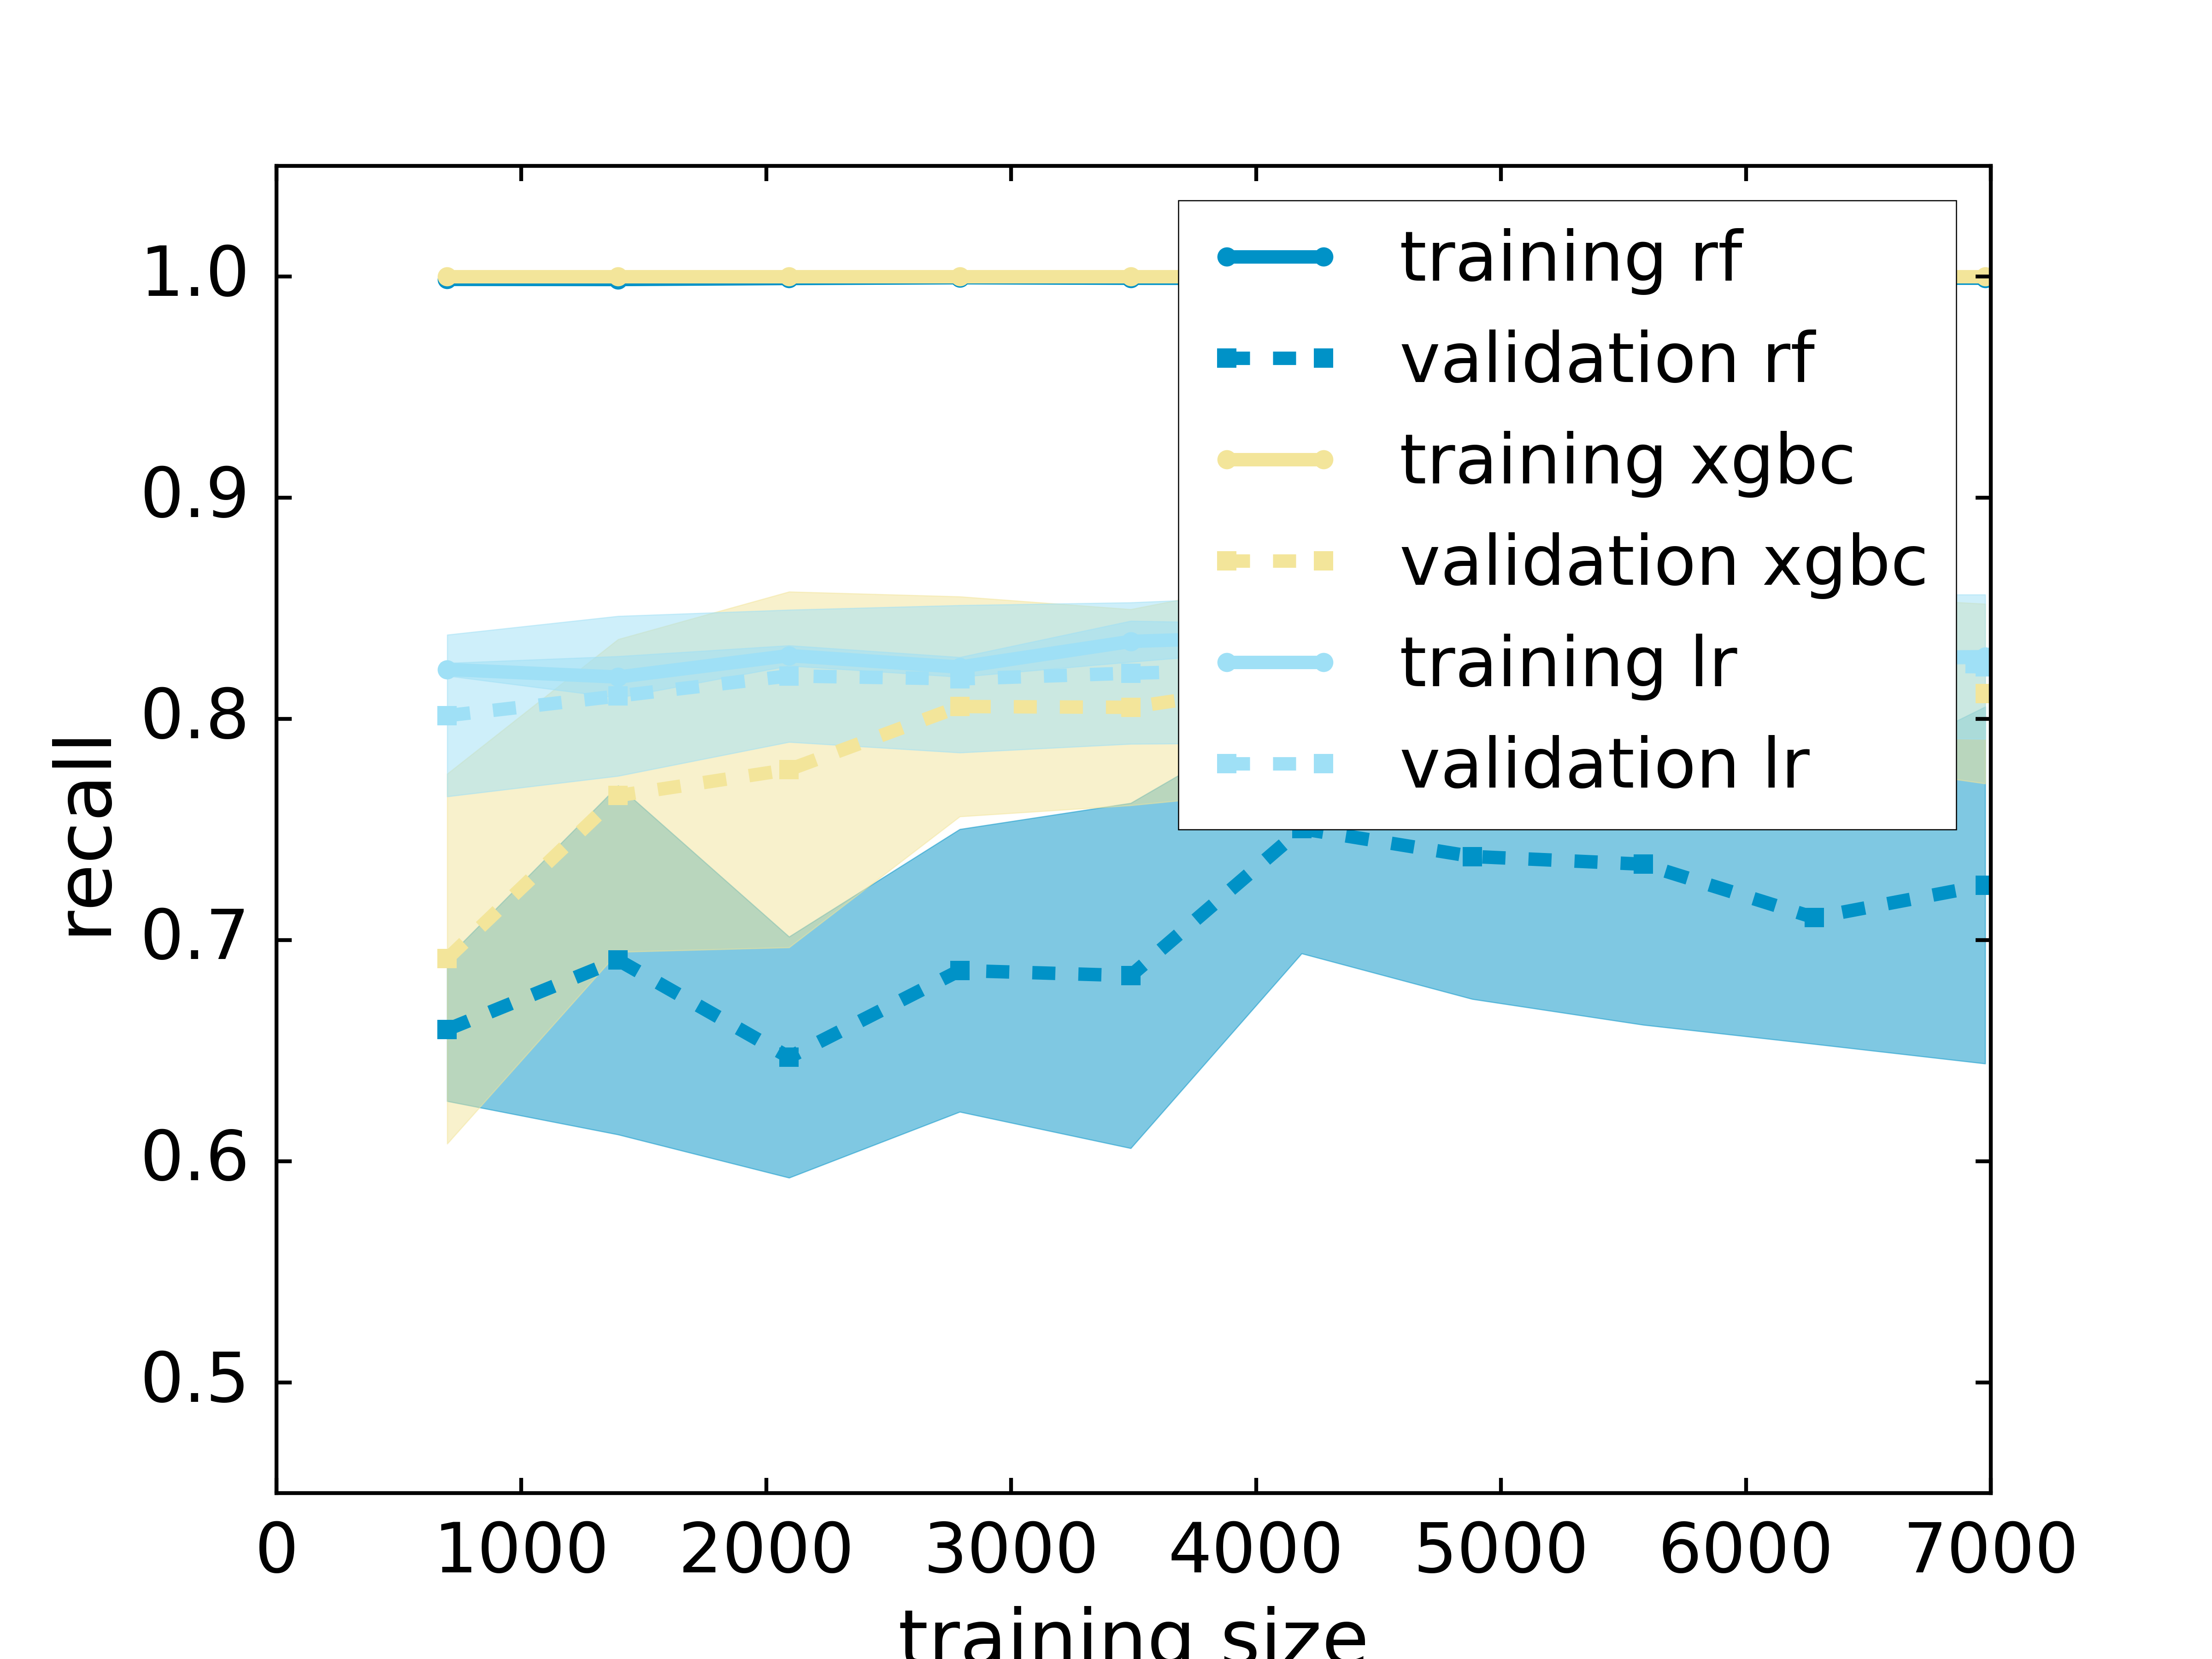 1.0
0.9
0.8
0.7
0.6
0.5
recall
training rf
validation rf
training xgbc
validation xgbc
training lr
validation lr
0 1000 2000 3000 4000 5000 6000 7000
training size